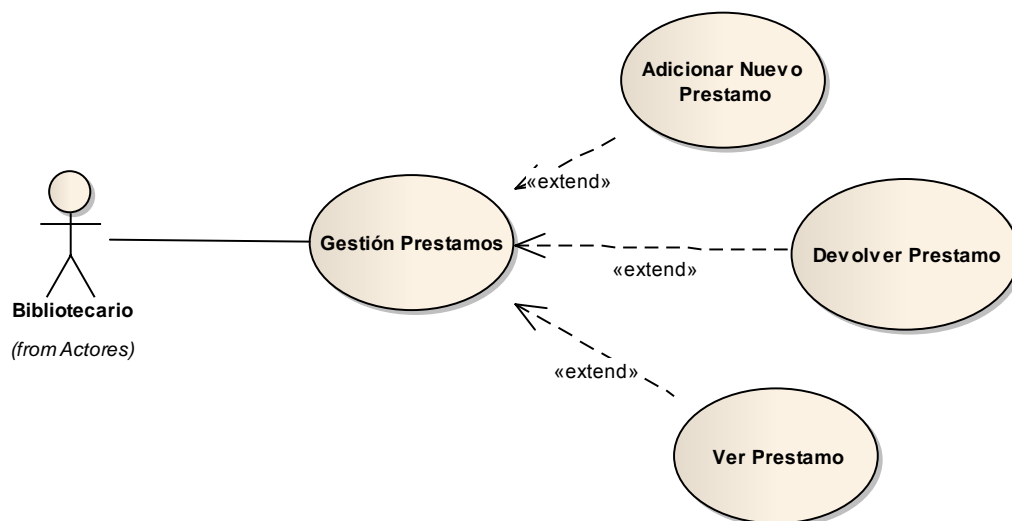 Adicionar Nuevo
Prestamo
«extend»
Gestión Prestamos
Devolver Prestamo
«extend»
Bibliotecario
(from Actores)
«extend»
Ver Prestamo